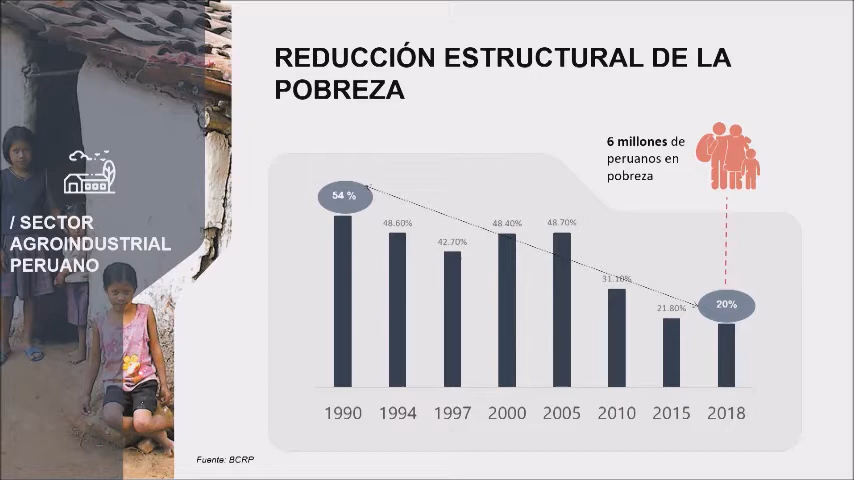 REDUCCIÓN ESTRUCTURAL DE LA
POBREZA
6 millones de
peruanos en
pobreza
/ SECTOR
AGROINDUSTRIAL
PERUANO
54 %
48.60%
42.70%
48.40%
48.70%
31.10%
21.80%
20%
1990 1994 1997 2000 2005 2010 2015 2018
Fuente: BCRP